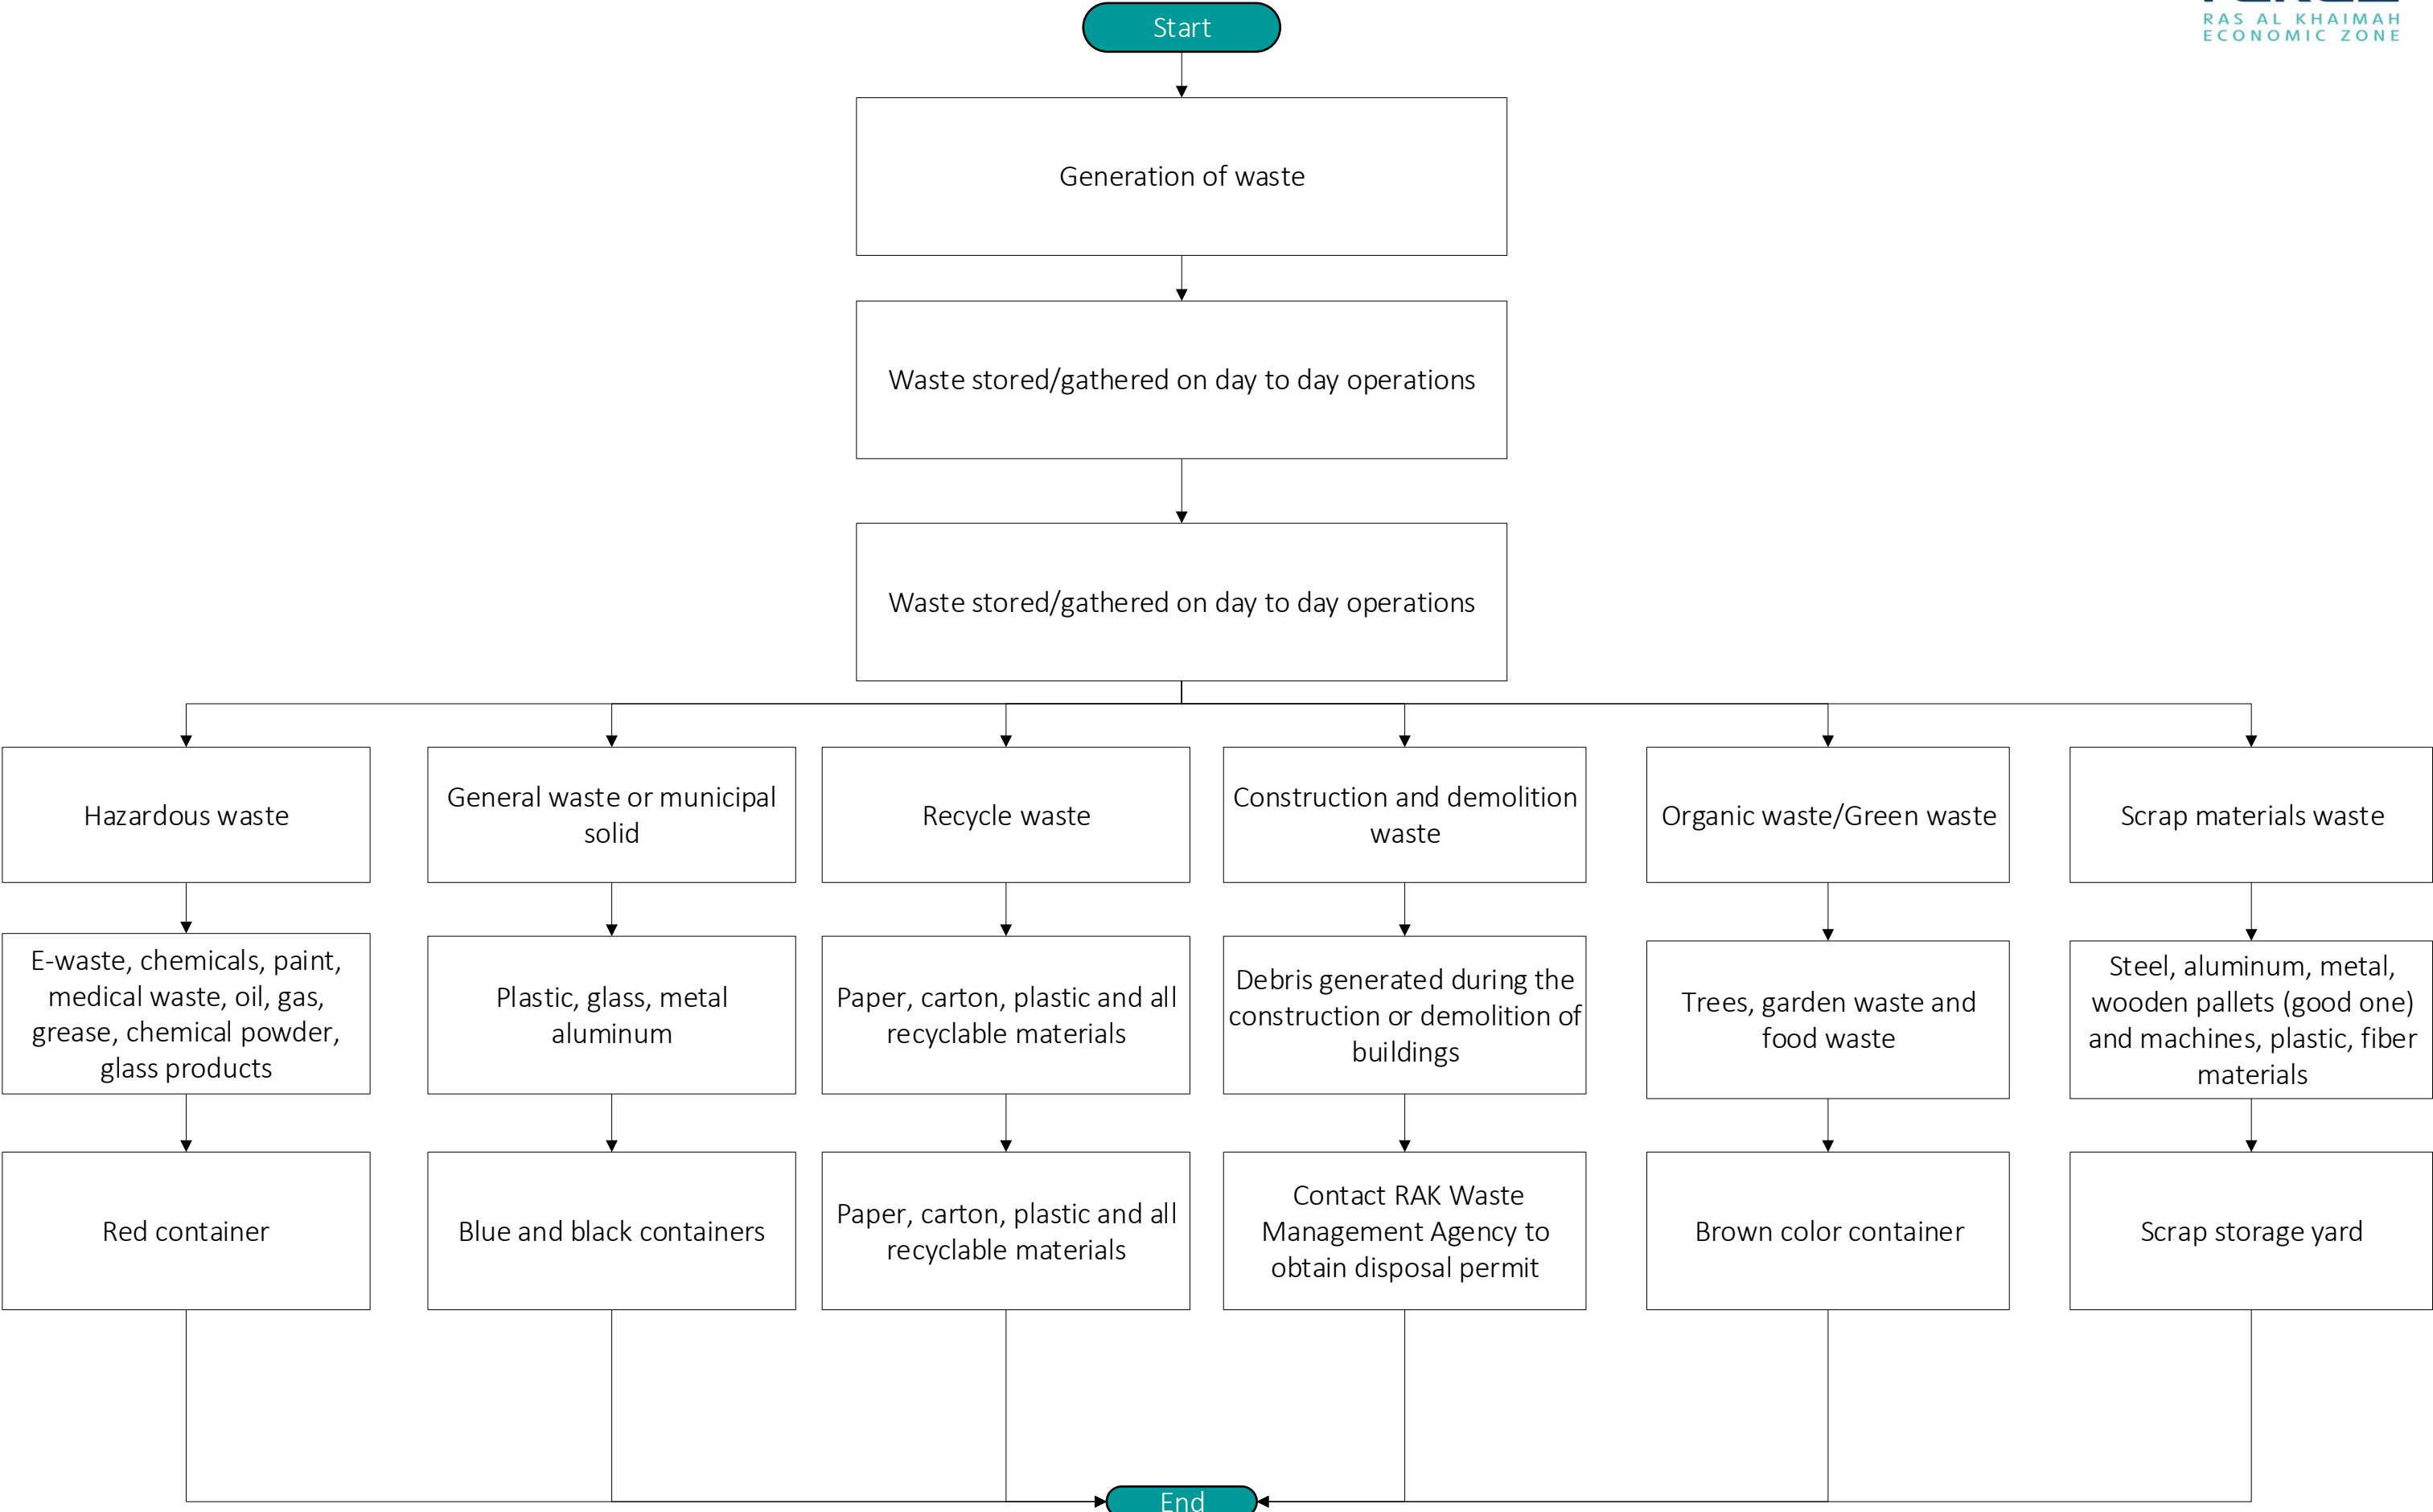 Start
RAS AL KHAIMAH
ECONOMIC ZONE
Generation of waste
Waste stored/gathered on day to day operations
Waste stored/gathered on day to day operations
Hazardous waste
General waste or municipal
solid
Recycle waste
Construction and demolition
waste
Organic waste/Green waste
Scrap materials waste
E-waste, chemicals, paint,
medical waste, oil, gas,
grease, chemical powder,
glass products
Plastic, glass, metal
aluminum
Paper, carton, plastic and all
recyclable materials
Debris generated during the
construction or demolition of
buildings
Trees, garden waste and
food waste
Steel, aluminum, metal,
wooden pallets (good one)
and machines, plastic, fiber
materials
Red container
Blue and black containers
Paper, carton, plastic and all
recyclable materials
Contact RAK Waste
Management Agency to
obtain disposal permit
Brown color container
Scrap storage yard
End